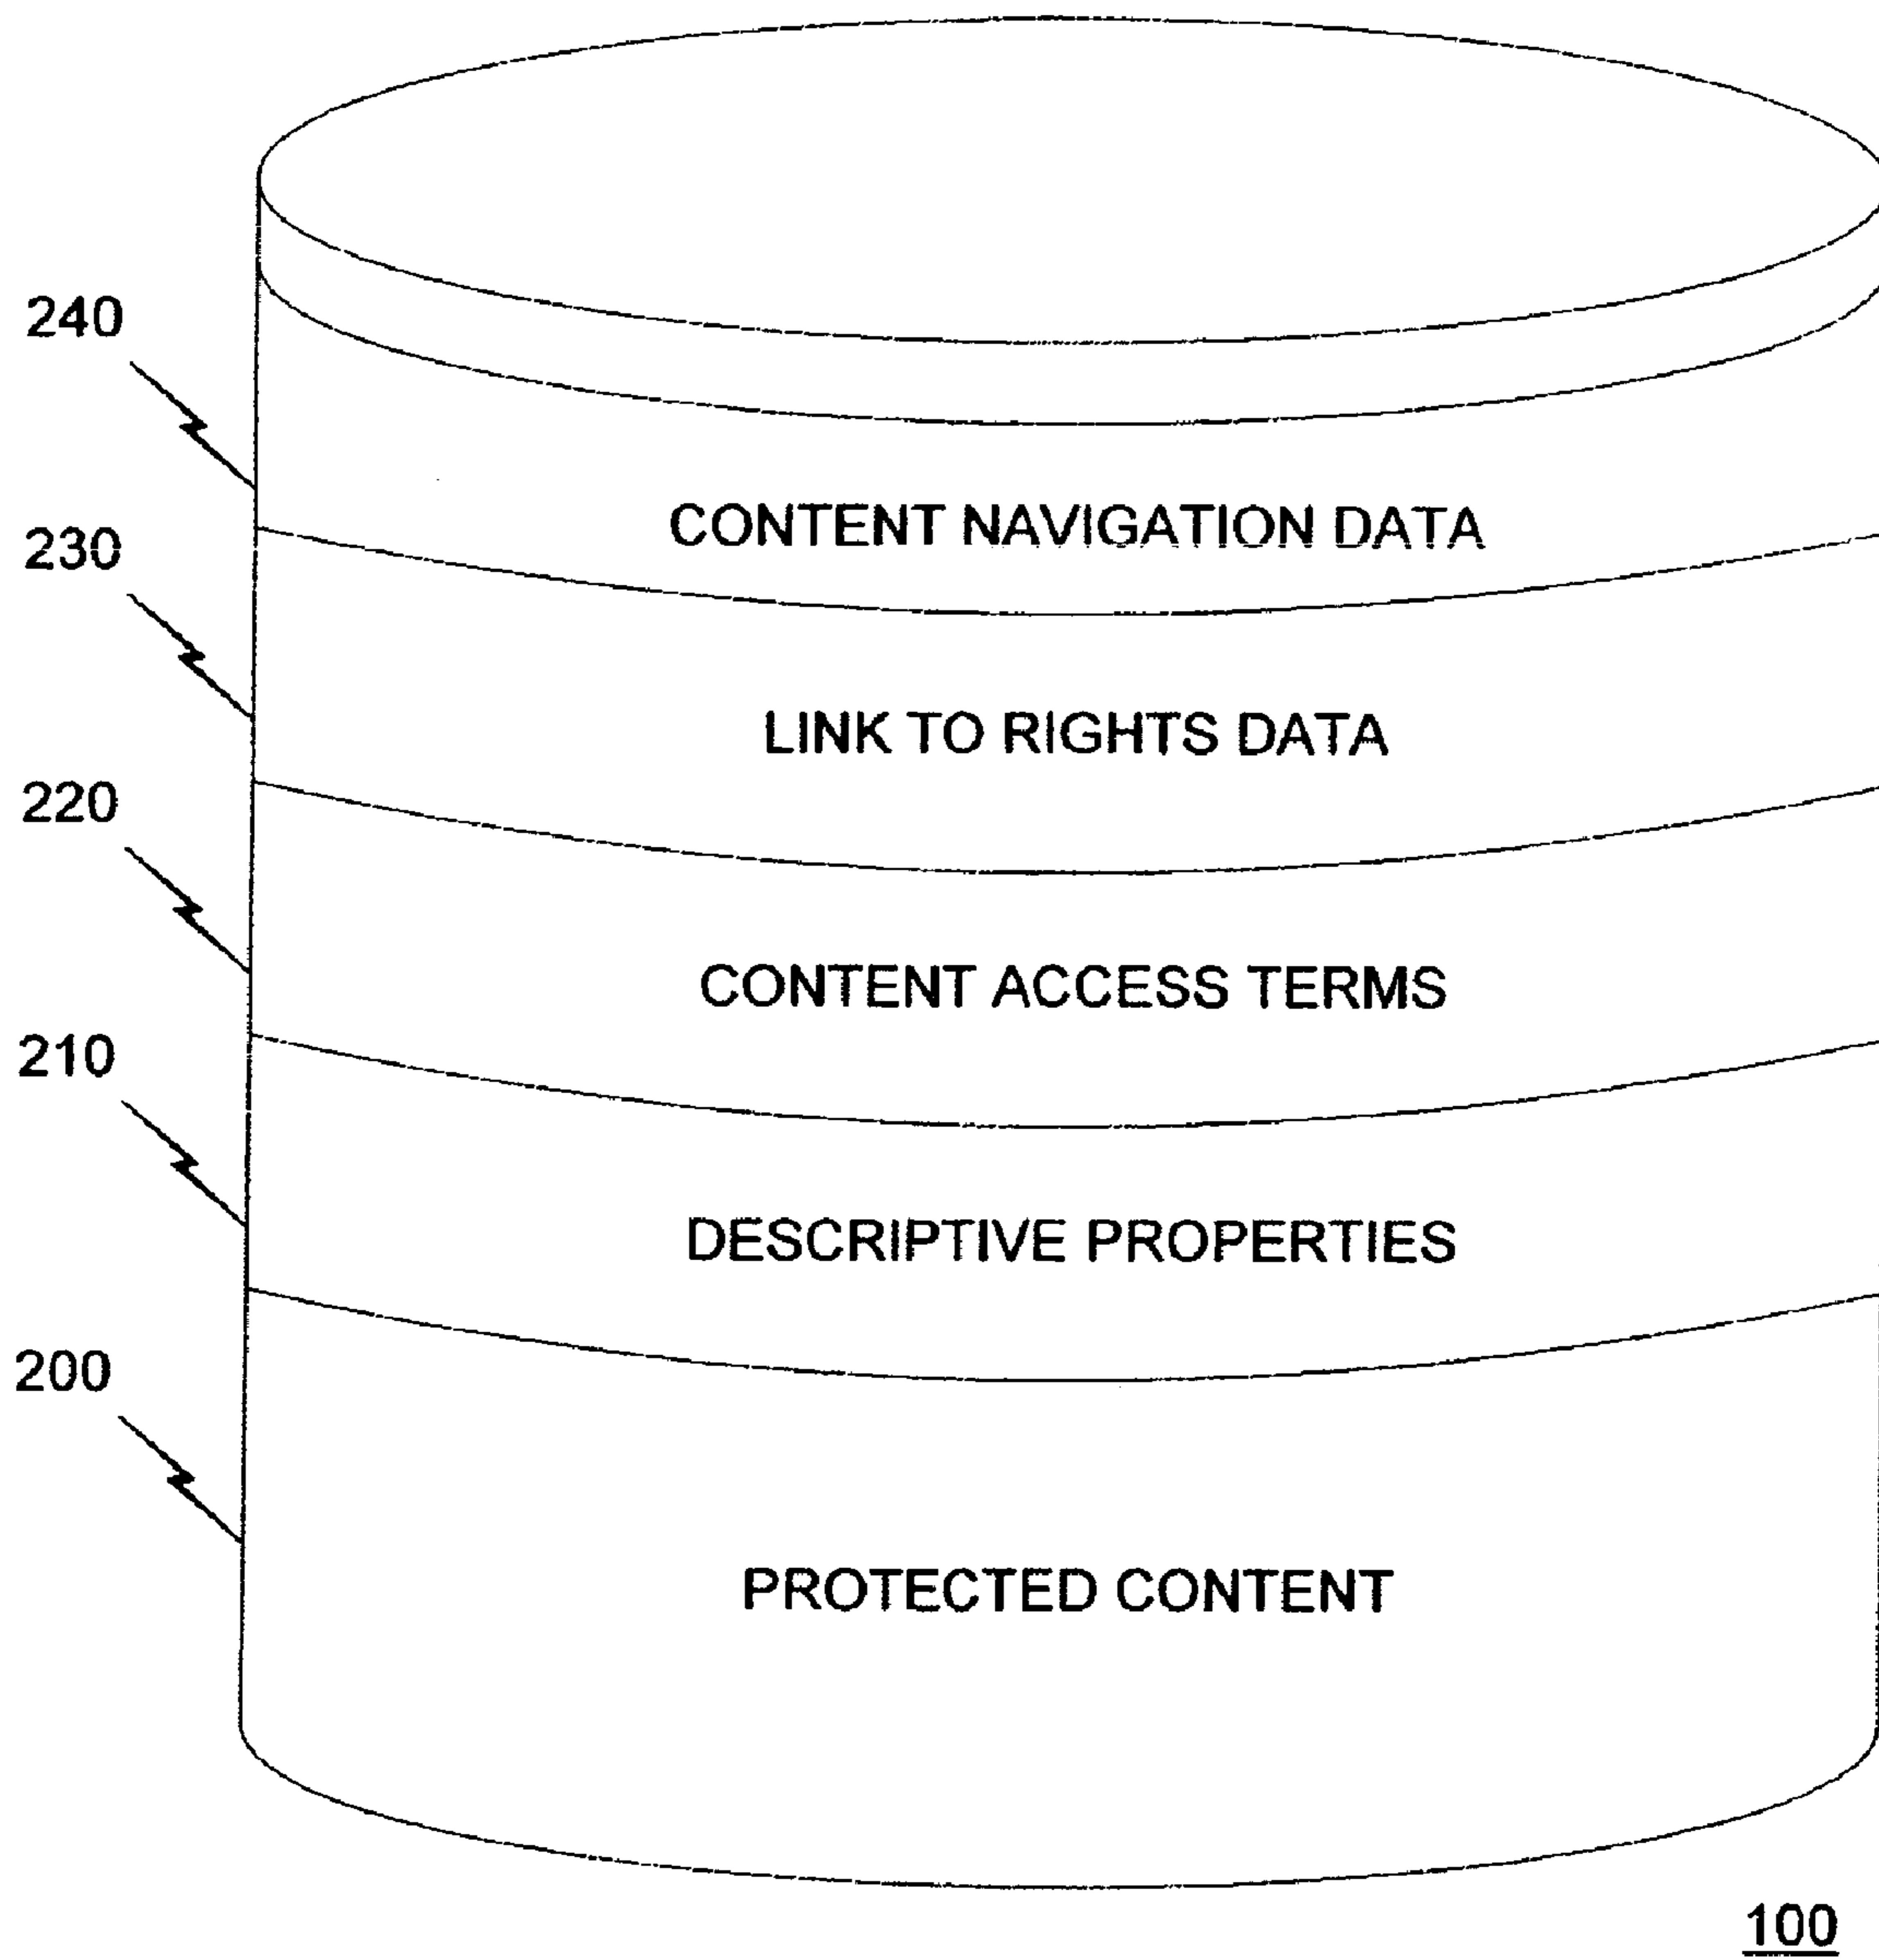 240
CONTENT NAVIGATION DATA
230
LINK TO RIGHTS DATA
220
CONTENT ACCESS TERMS
210
DESCRIPTIVE PROPERTIES
200
PROTECTED CONTENT
100